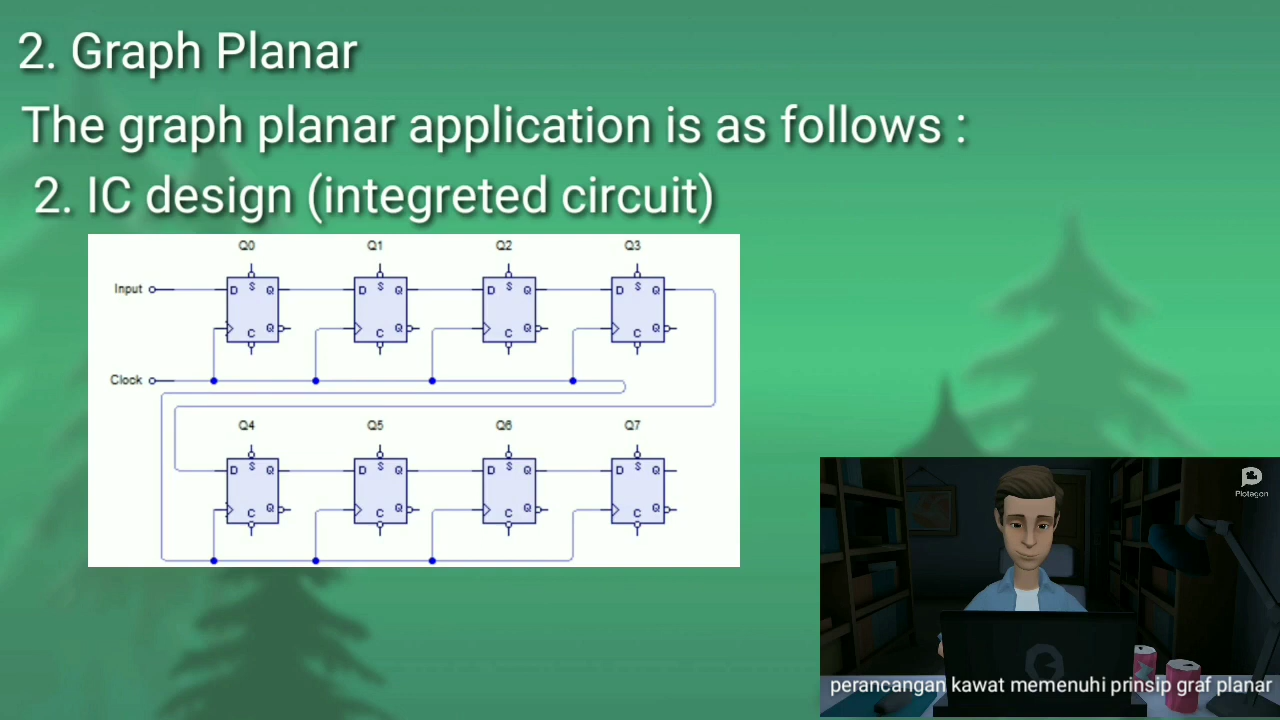 2. Graph Planar
The graph planar application is as follows :
2. IC design (integreted circuit)
Q0 Q1 Q2 Q3
Input
D S Q D S Q D S Q D S Q
C Q C Q C Q C Q
Clock
Q4 Q5 Q6 Q7
D S Q D S Q D S Q D S Q
C Q C Q C Q C Q
Plotagon
perancangan kawat memenuhi prinsip graf planar